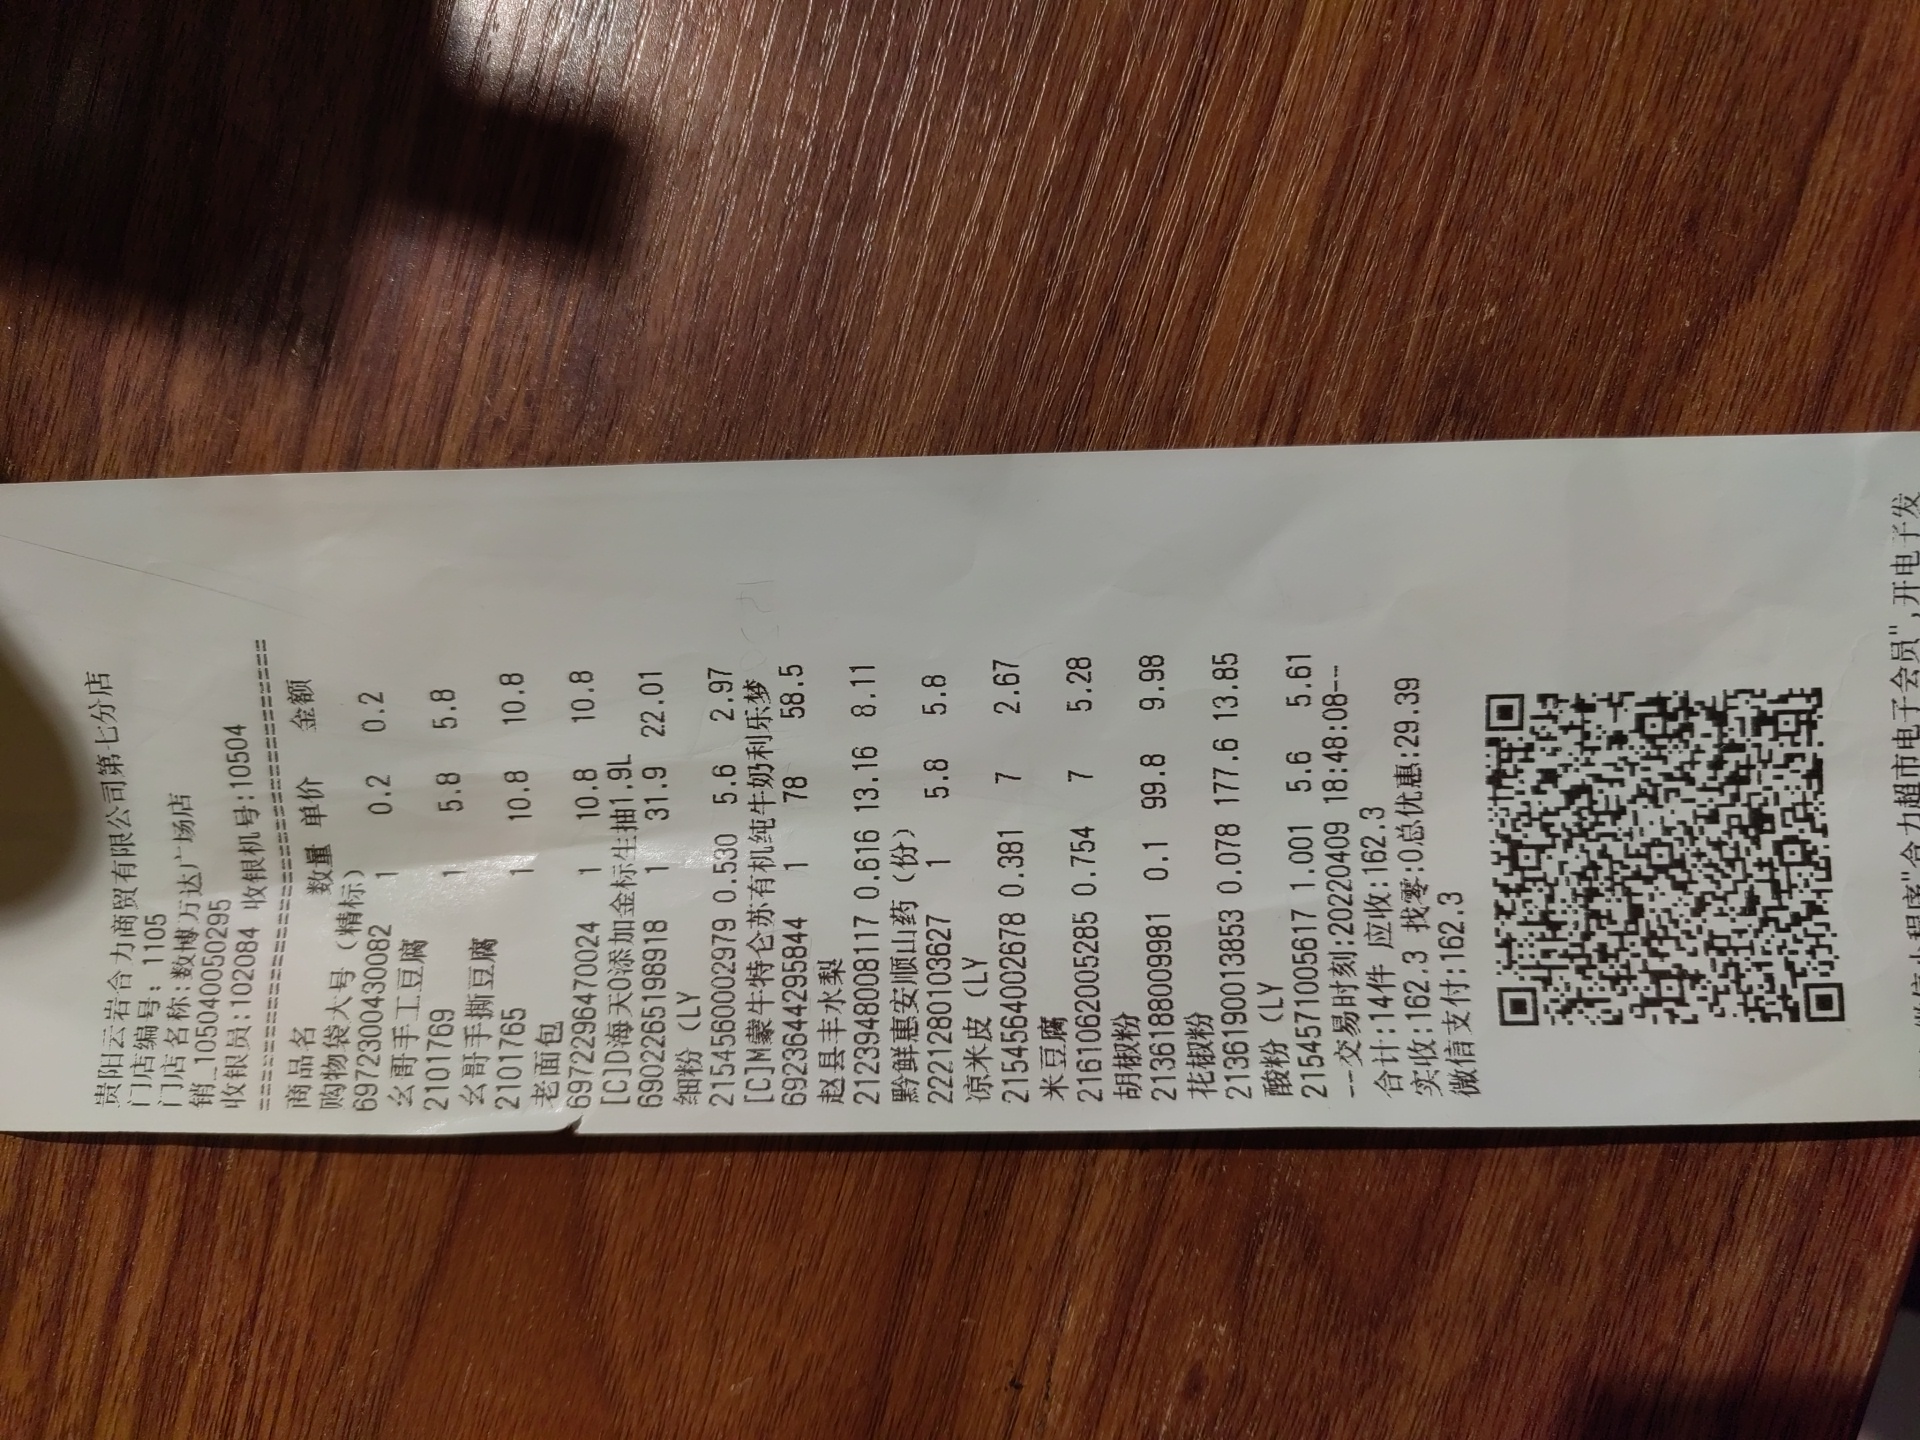 贵阳云岩合力商贸有限公司第七分店
门店编号: 1105
门店名称:数博万达广场店
销_10504005050295
收银员:102084 收银机号:10504
商品名 数量 单价 金额
购物袋大号(精标)
6972300430082 1 0.2 0.2
幺哥手工豆腐
2101769 1 5.8 5.8
幺哥手撕豆腐
2101765 1 10.8 10.8
老面包
6972296470024 1 10.8 10.8
[C]D海天0添加金标生抽1.9L
6902265198918 1 31.9 22.01
细粉 (LY
2154560002979 0.530 5.6 2.97
[C]M蒙牛特仑苏有机纯牛奶利乐梦
6923644295844 1 78 58.5
赵县丰水梨
2123948008117 0.616 13.16 8.11
黔鲜惠安顺山药(份)
2221280103627 1 5.8 5.8
凉米皮 (LY
2154564002678 0.381 7 2.67
米豆腐
2161062005285 0.754 7 5.28
胡椒粉
2136188009981 0.1 99.8 9.98
花椒粉
2136190013853 0.078 177.6 13.85
酸粉 (LY
2154571005617 1.001 5.6 5.61
--交易时刻:20220409 18:48:08--
合计:14件 应收:162.3
实收:162.3 找零:0总优惠:29.39
微信支付:162.3
"合力超市电子会员",开电子发